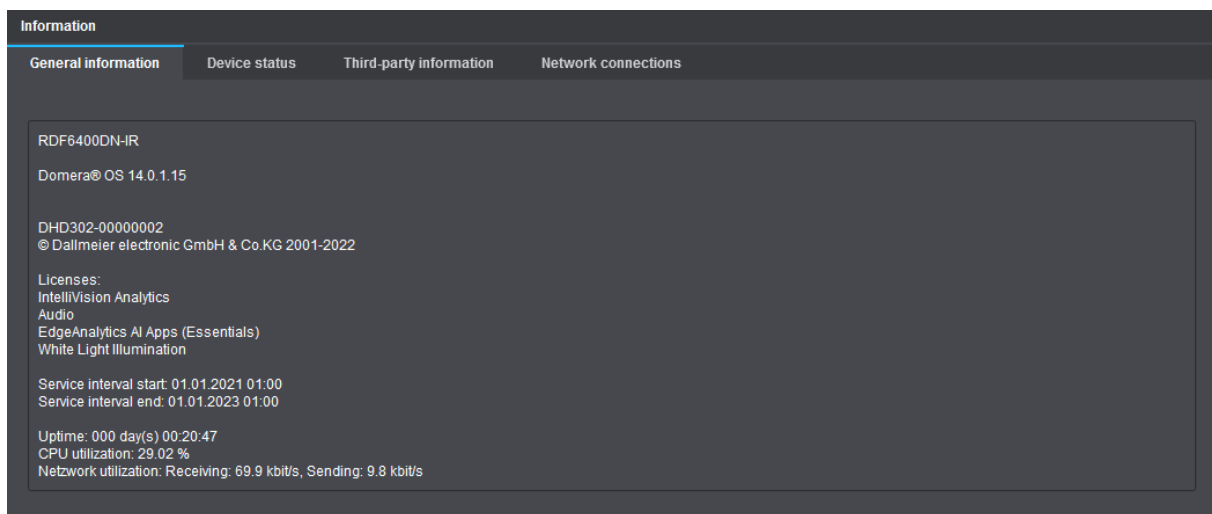 Information
General information Device status Third-party information Network connections
RDF6400DN-IR
Domera® OS 14.0.1.15
DHD302-00000002
© Dallmeier electronic GmbH & Co.KG 2001-2022
Licenses:
IntelliVision Analytics
Audio
EdgeAnalytics AI Apps (Essentials)
White Light Illumination
Service interval start: 01.01.2021 01:00
Service interval end: 01.01.2023 01:00
Uptime: 000 day(s) 00:20:47
CPU utilization: 29.02 %
Netzwork utilization: Receiving: 69.9 kbit/s, Sending: 9.8 kbit/s